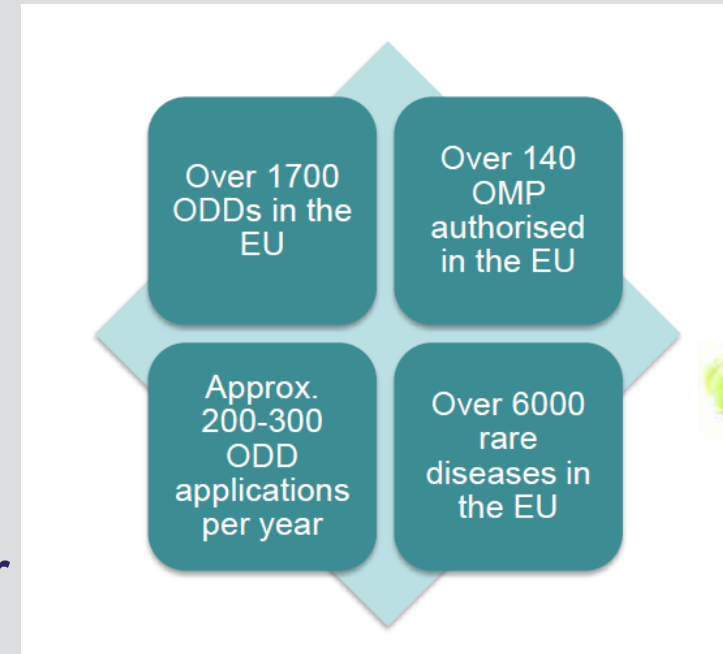 Over 1700
ODDs in the
EU
Over 140
OMP
authorised
in the EU
Approx.
200-300
ODD
applications
per year
Over 6000
rare
diseases in
the EU